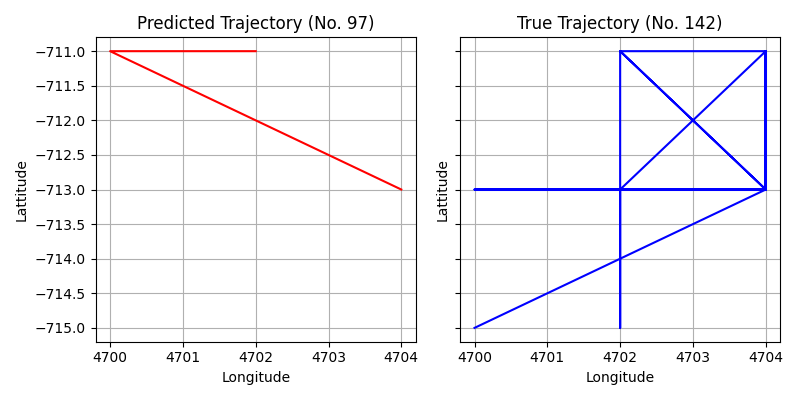 Predicted Trajectory (No. 97)
True Trajectory (No. 142)
Lattitude
−711.0
−711.5
−712.0
−712.5
−713.0
−713.5
−714.0
−714.5
−715.0
4700 4701 4702 4703 4704
Longitude
Lattitude
4700 4701 4702 4703 4704
Longitude